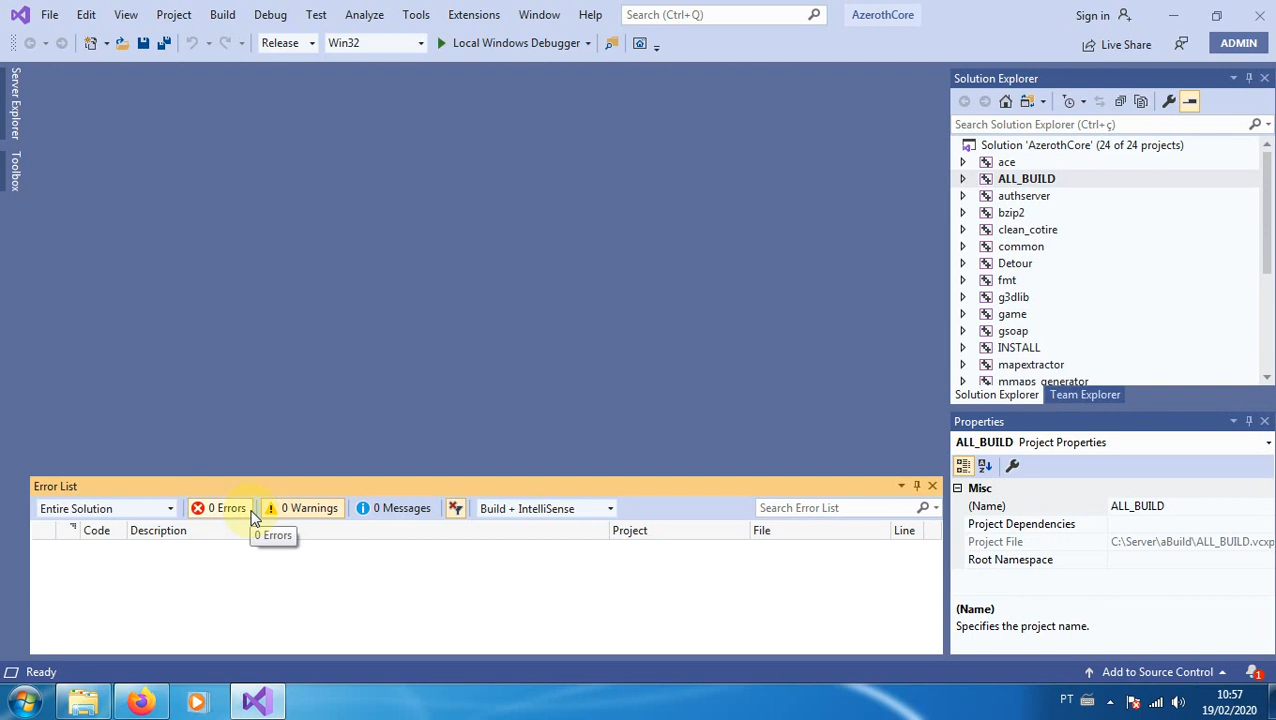 File Edit View Project Build Debug Test Analyze Tools Extensions Window Help Search (Ctrl+Q) AzerothCore Sign in
Release Win32 Local Windows Debugger Live Share ADMIN
Server Explorer
Toolbox
Solution Explorer
Search Solution Explorer (Ctrl+ç)
Solution 'AzerothCore' (24 of 24 projects)
ace
ALL_BUILD
authserver
bzip2
clean_cotire
common
Detour
fmt
g3dlib
game
gsoap
INSTALL
mapextractor
mmaps_generator
Solution Explorer Team Explorer
Properties
ALL_BUILD Project Properties
Misc
(Name) ALL_BUILD
Project Dependencies
Project File C:\Server\aBuild\ALL_BUILD.vcxp
Root Namespace
(Name)
Specifies the project name.
Error List
Entire Solution 0 Errors 0 Warnings 0 Messages Build + IntelliSense Search Error List
Code Description Project File Line
0 Errors
Ready Add to Source Control 1
PT 10:57
19/02/2020